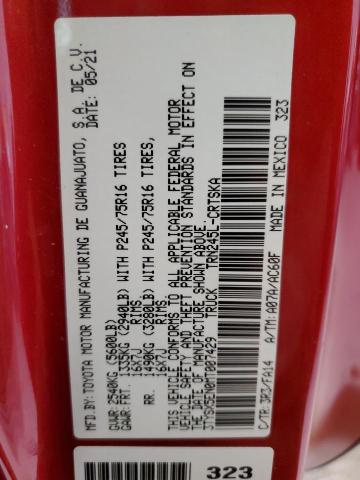 MFD.BY:TOYOTA MOTOR MANUFACTURING DE GUANAJUATO, S.A. DE C.V.
05/21
GVWR:2540KG (5600LB)
GAWR:FRT. 1335KG (2940LB) WITH P245/75R16 TIRES,
16x7J RIMS,
RR. 1490KG (3280LB) WITH P245/75R16 TIRES,
16x7J RIMS.
THIS VEHICLE CONFORMS TO ALL APPLICABLE FEDERAL MOTOR
VEHICLE SAFETY AND THEFT PREVENTION STANDARDS IN EFFECT ON
THE DATE OF MANUFACTURE SHOWN ABOVE.
TRUCK TRN245L-CRTSKA
C/TR:3R3/FA14 A/TM:A07A/AC60F MADE IN MEXICO 323
323